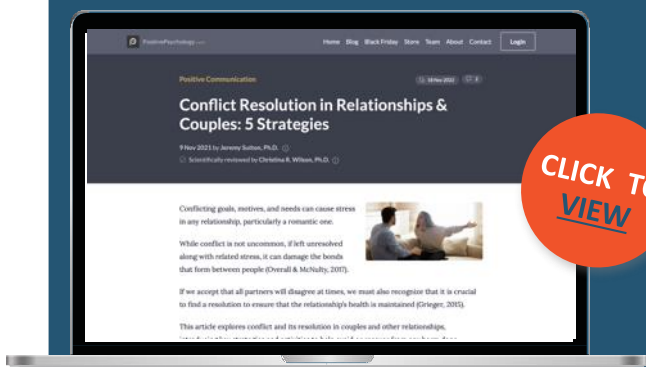 PositivePsychology.com
Home Blog Black Friday Store Team About Contact Login
Positive Communication
18 Nov 2022
Conflict Resolution in Relationships &
Couples: 5 Strategies
9 Nov 2021 by Jeremy Sutton, Ph.D.
Scientifically reviewed by Christina R. Wilson, Ph.D.
CLICK TO
VIEW
Conflicting goals, motives, and needs can cause stress
in any relationship, particularly a romantic one.
While conflict is not uncommon, if left unresolved
along with related stress, it can damage the bonds
that form between people (Overall & McNulty, 2017).
If we accept that all partners will disagree at times, we must also recognize that it is crucial
to find a resolution to ensure that the relationship's health is maintained (Grieger, 2015).
This article explores conflict and its resolution in couples and other relationships,